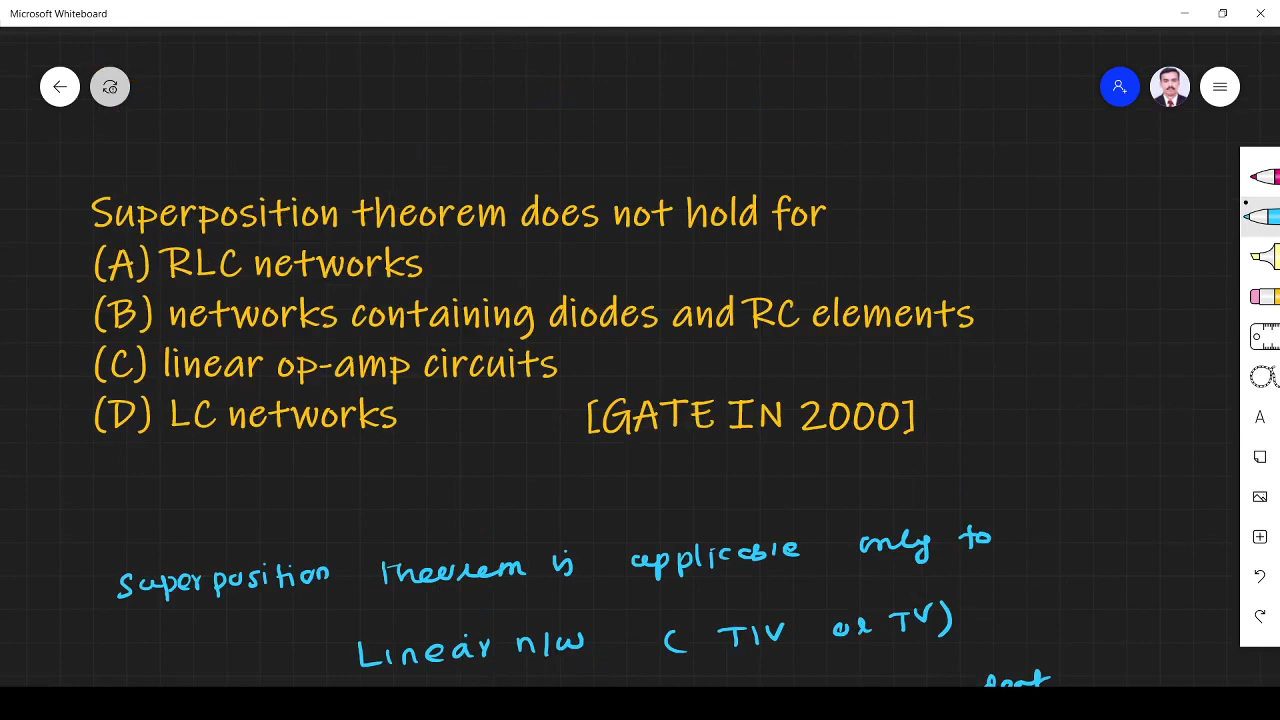 Microsoft Whiteboard
Superposition theorem does not hold for
(A) RLC networks
(B) networks containing diodes and RC elements
(C) linear op-amp circuits
(D) LC networks [GATE IN 2000]
Superposition theorem is applicable only to
Linear n/w ( TIV or TV)
A